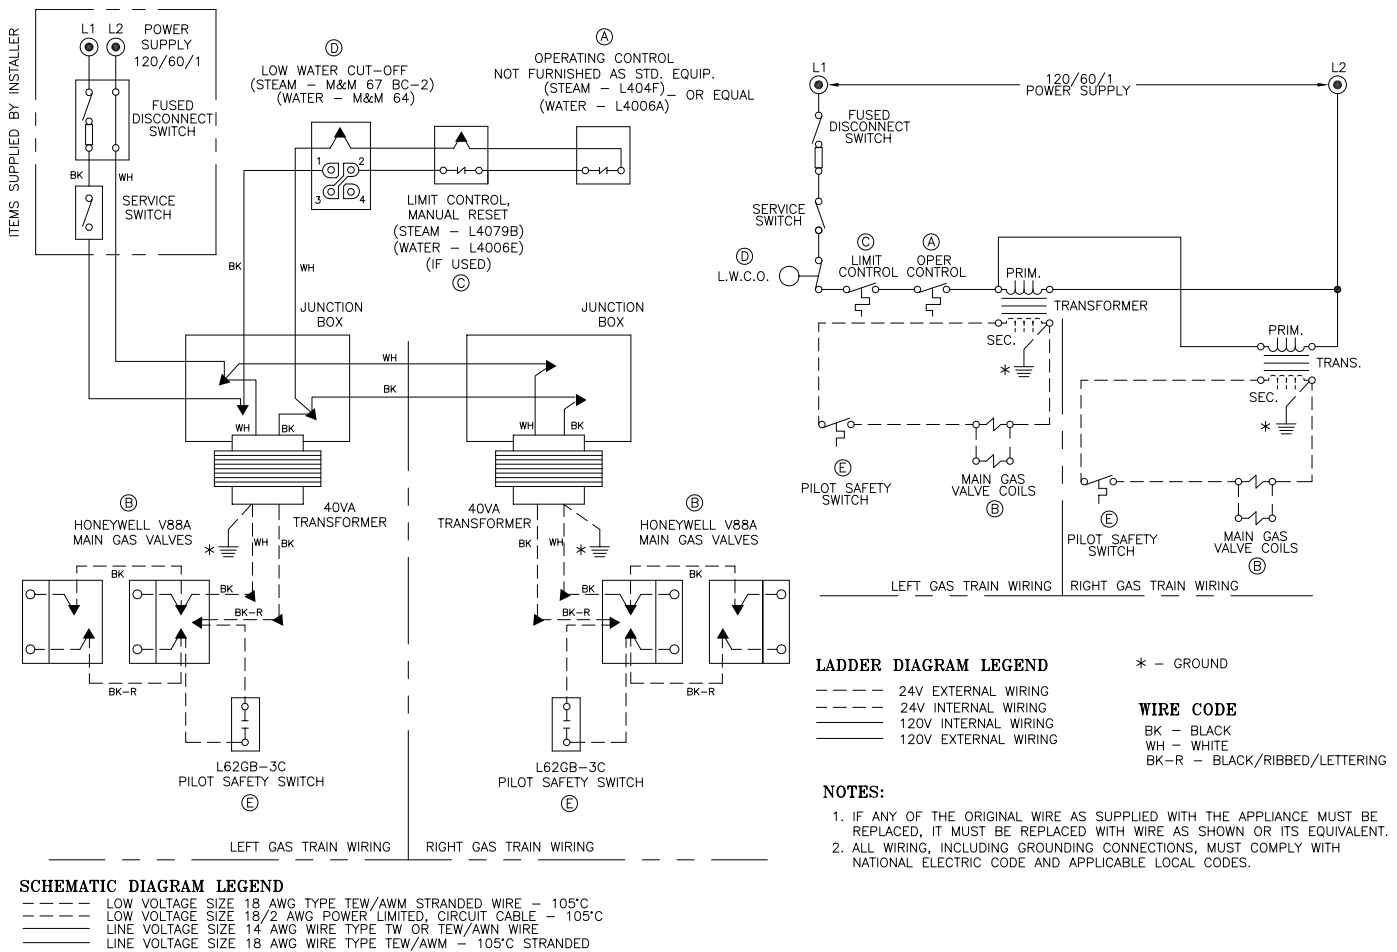 ITEMS SUPPLIED BY INSTALLER
L1 L2
POWER
SUPPLY
120/60/1
FUSED
DISCONNECT
SWITCH
BK
WH
SERVICE
SWITCH
D
LOW WATER CUT-OFF
(STEAM - M&M 67 BC-2)
(WATER - M&M 64)
A
OPERATING CONTROL
NOT FURNISHED AS STD. EQUIP.
(STEAM - L404F)
- OR EQUAL
(WATER - L4006A)
1 2
3 4
LIMIT CONTROL,
MANUAL RESET
(STEAM - L4079B)
(WATER - L4006E)
(IF USED)
C
BK
WH
JUNCTION
BOX
JUNCTION
BOX
WH
BK
WH BK
WH BK
40VA
TRANSFORMER
40VA
TRANSFORMER
B
HONEYWELL V88A
MAIN GAS VALVES
B
HONEYWELL V88A
MAIN GAS VALVES
*
WH
BK
BK
WH
*
BK
BK
BK-R
BK-R
BK
BK-R
BK
BK-R
L62GB-3C
PILOT SAFETY SWITCH
E
L62GB-3C
PILOT SAFETY SWITCH
E
LEFT GAS TRAIN WIRING
RIGHT GAS TRAIN WIRING
SCHEMATIC DIAGRAM LEGEND
LOW VOLTAGE SIZE 18 AWG TYPE TEW/AWM STRANDED WIRE - 105°C
LOW VOLTAGE SIZE 18/2 AWG POWER LIMITED, CIRCUIT CABLE - 105°C
LINE VOLTAGE SIZE 14 AWG WIRE TYPE TW OR TEW/AWN WIRE
LINE VOLTAGE SIZE 18 AWG WIRE TYPE TEW/AWM - 105°C STRANDED
L1
120/60/1
POWER SUPPLY
L2
FUSED
DISCONNECT
SWITCH
SERVICE
SWITCH
D
L.W.C.O.
C
LIMIT
CONTROL
A
OPER
CONTROL
PRIM.
TRANSFORMER
SEC.
*
PRIM.
TRANS.
SEC.
*
E
PILOT SAFETY
SWITCH
MAIN GAS
VALVE COILS
B
E
PILOT SAFETY
SWITCH
MAIN GAS
VALVE COILS
B
LEFT GAS TRAIN WIRING
RIGHT GAS TRAIN WIRING
LADDER DIAGRAM LEGEND
24V EXTERNAL WIRING
24V INTERNAL WIRING
120V INTERNAL WIRING
120V EXTERNAL WIRING
* - GROUND
WIRE CODE
BK - BLACK
WH - WHITE
BK-R - BLACK/RIBBED/LETTERING
NOTES:
1. IF ANY OF THE ORIGINAL WIRE AS SUPPLIED WITH THE APPLIANCE MUST BE
REPLACED, IT MUST BE REPLACED WITH WIRE AS SHOWN OR ITS EQUIVALENT.
2. ALL WIRING, INCLUDING GROUNDING CONNECTIONS, MUST COMPLY WITH
NATIONAL ELECTRIC CODE AND APPLICABLE LOCAL CODES.